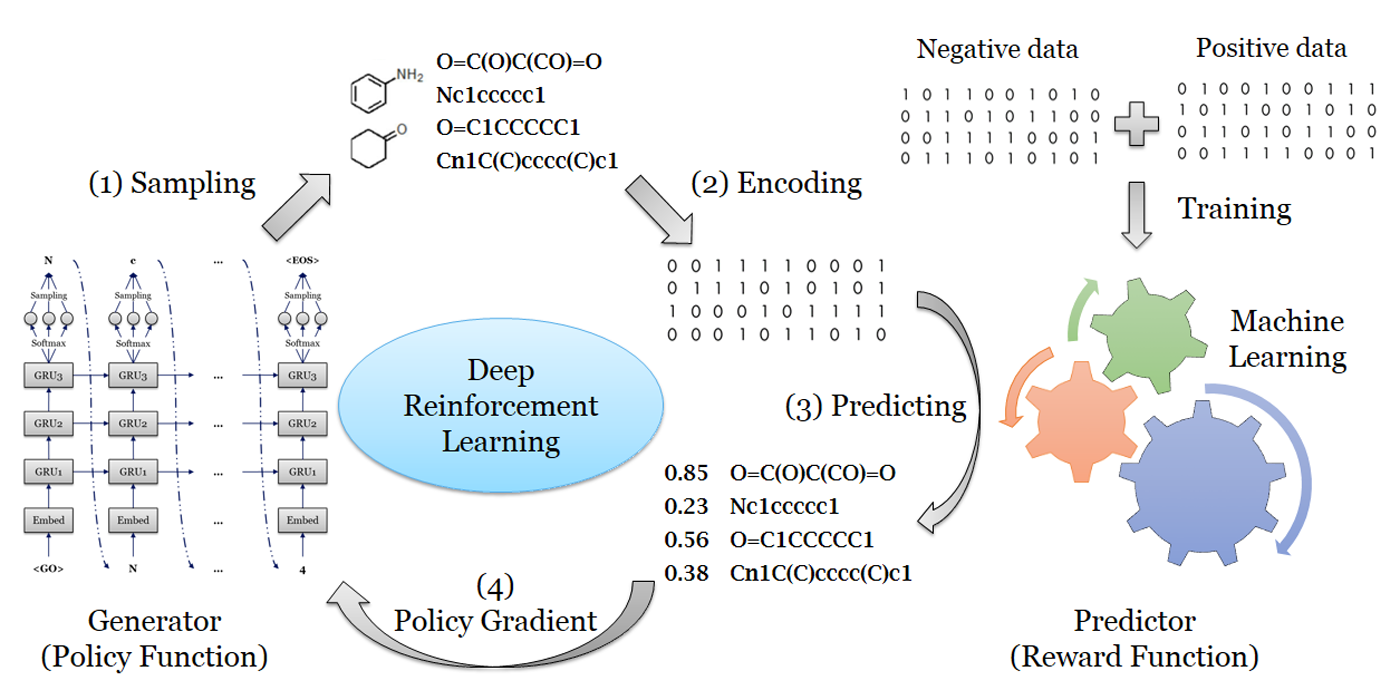 O=C(O)C(CO)=O
NH2
Nc1ccccc1
O
O=C1CCCCC1
Cn1C(C)cccc(C)c1
(1) Sampling
(2) Encoding
Negative data
Positive data
1 0 1 1 0 0 1 0 1 0
0 1 1 0 1 0 1 1 0 0
0 0 1 1 1 1 0 0 0 1
0 1 1 1 0 1 0 1 0 1
0 1 0 0 1 0 0 1 1 1
1 0 1 1 0 0 1 0 1 0
0 1 1 0 1 0 1 1 0 0
0 0 1 1 1 1 0 0 0 1
Training
N
c
...
<EOS>
Sampling
Sampling
Sampling
Softmax
Softmax
Softmax
GRU3
GRU3
...
GRU3
GRU2
GRU2
...
GRU2
GRU1
GRU1
...
GRU1
Embed
Embed
...
Embed
<GO>
N
...
4
Generator
(Policy Function)
Deep
Reinforcement
Learning
0 0 1 1 1 1 0 0 0 1
0 1 1 1 0 1 0 1 0 1
1 0 0 0 1 0 1 1 1 1
0 0 0 1 0 1 1 0 1 0
(3) Predicting
0.85 O=C(O)C(CO)=O
0.23 Nc1ccccc1
0.56 O=C1CCCCC1
0.38 Cn1C(C)cccc(C)c1
(4)
Policy Gradient
Machine
Learning
Predictor
(Reward Function)